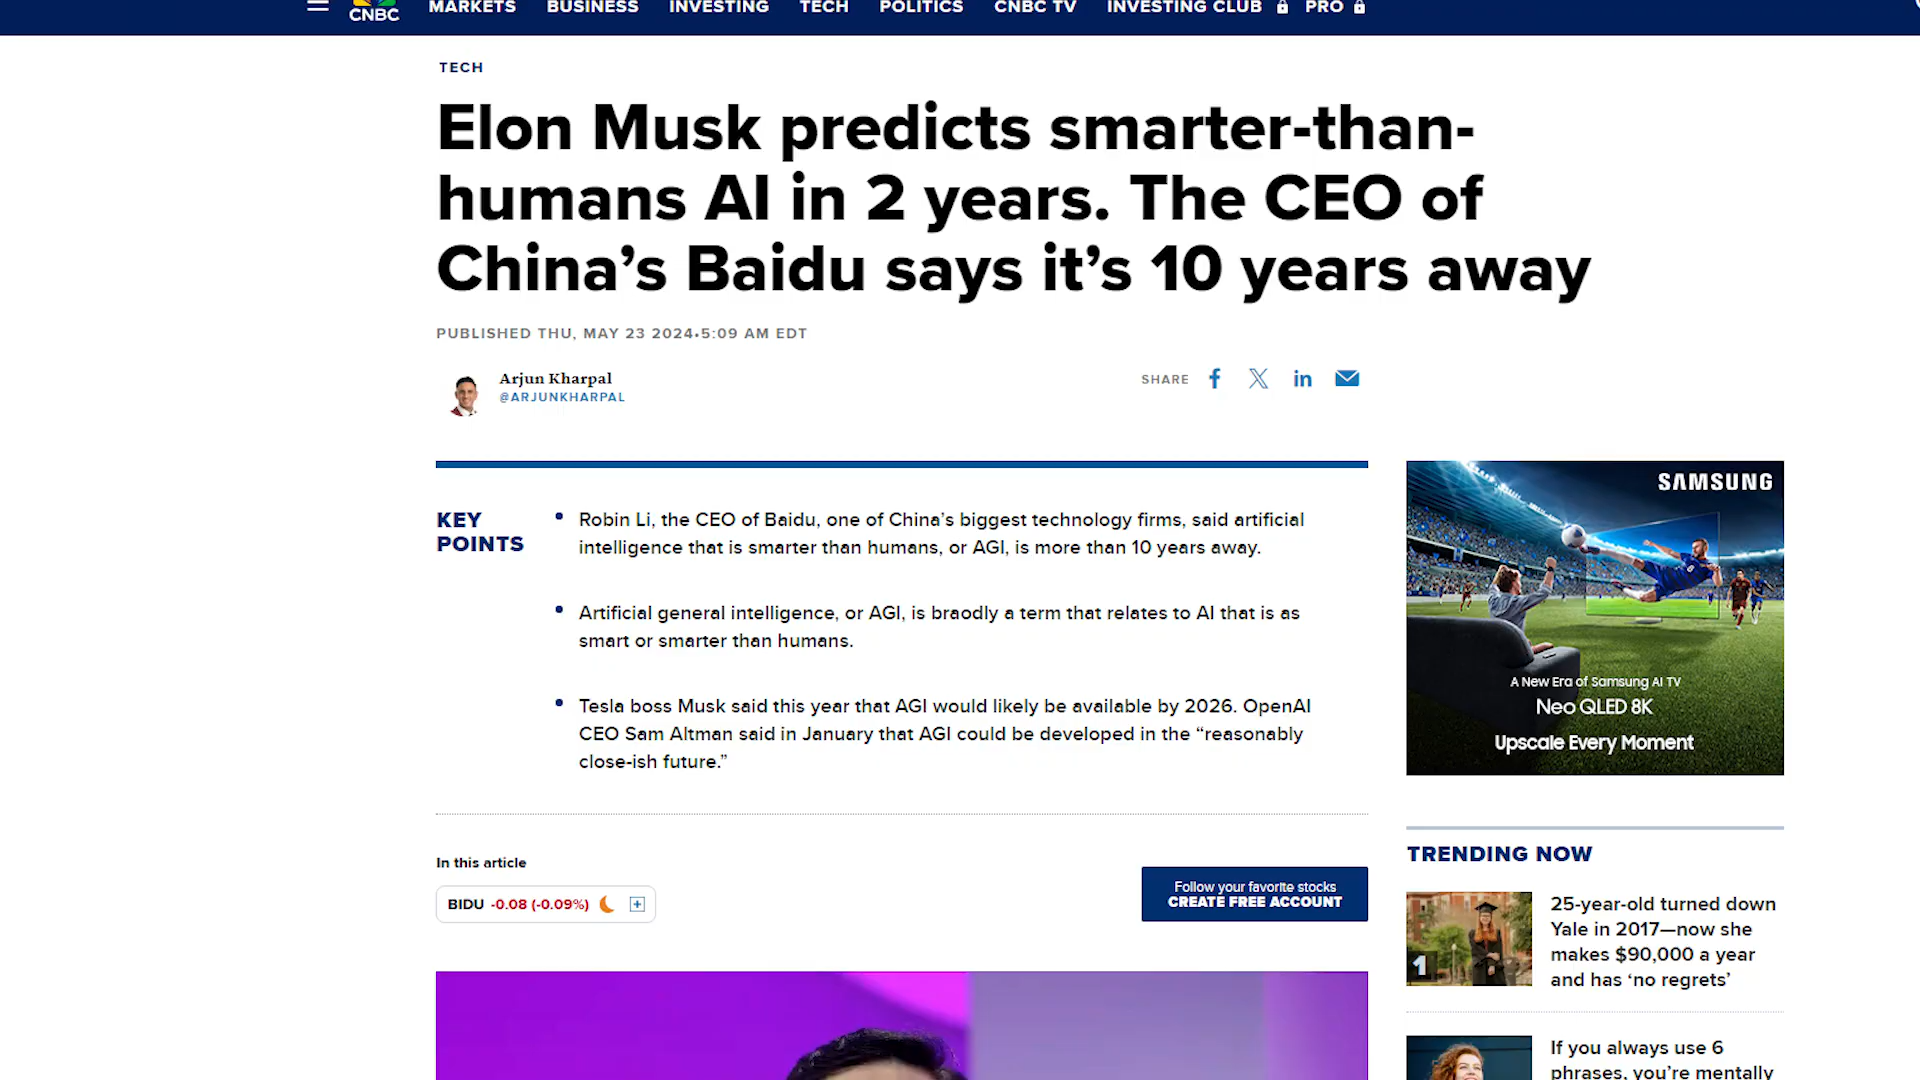 CNBC
MARKETS BUSINESS INVESTING TECH POLITICS CNBC TV INVESTING CLUB PRO
TECH
Elon Musk predicts smarter-than-
humans AI in 2 years. The CEO of
China’s Baidu says it’s 10 years away
PUBLISHED THU, MAY 23 2024•5:09 AM EDT
Arjun Kharpal
@ARJUNKHARPAL
SHARE
KEY
POINTS
Robin Li, the CEO of Baidu, one of China’s biggest technology firms, said artificial
intelligence that is smarter than humans, or AGI, is more than 10 years away.
Artificial general intelligence, or AGI, is braodly a term that relates to AI that is as
smart or smarter than humans.
Tesla boss Musk said this year that AGI would likely be available by 2026. OpenAI
CEO Sam Altman said in January that AGI could be developed in the “reasonably
close-ish future.”
In this article
BIDU -0.08 (-0.09%)
Follow your favorite stocks
CREATE FREE ACCOUNT
SAMSUNG
A New Era of Samsung AI TV
Neo QLED 8K
Upscale Every Moment
TRENDING NOW
1
25-year-old turned down
Yale in 2017—now she
makes $90,000 a year
and has ‘no regrets’
If you always use 6
phrases, you’re mentally